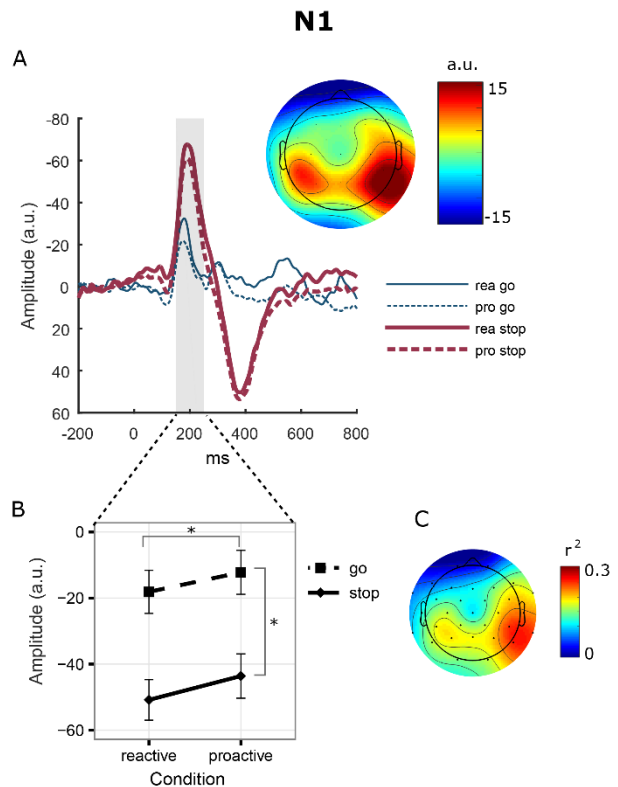 N1
A
a.u.
15
-15
-80
-60
-40
-20
0
20
40
60
Amplitude (a.u.)
-200
0
200
400
600
800
ms
rea go
pro go
rea stop
pro stop
B
0
−20
−40
−60
Amplitude (a.u.)
*
*
reactive
proactive
Condition
go
stop
C
r²
0.3
0